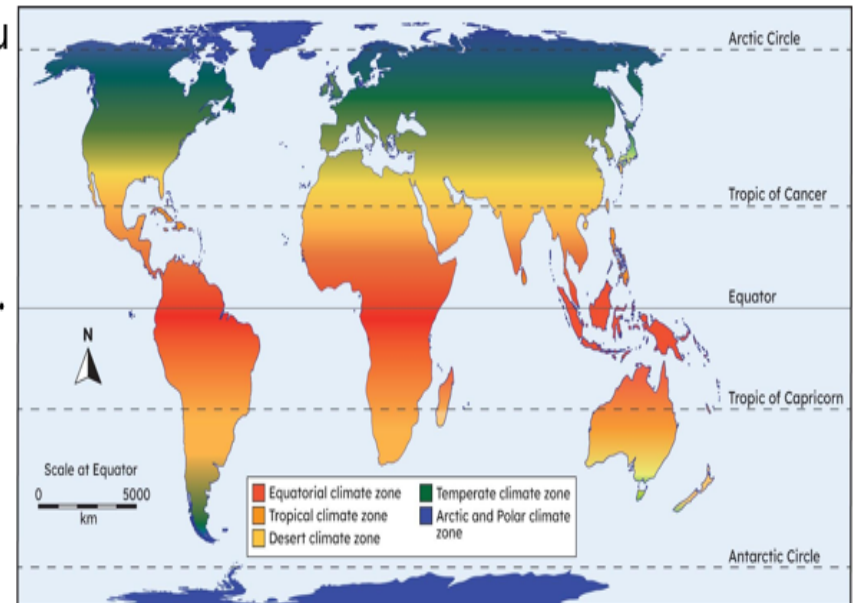 u
Arctic Circle
Tropic of Cancer
Equator
.
N
Tropic of Capricorn
Scale at Equator
0 5000
km
Equatorial climate zone
Tropical climate zone
Desert climate zone
Temperate climate zone
Arctic and Polar climate
zone
Antarctic Circle